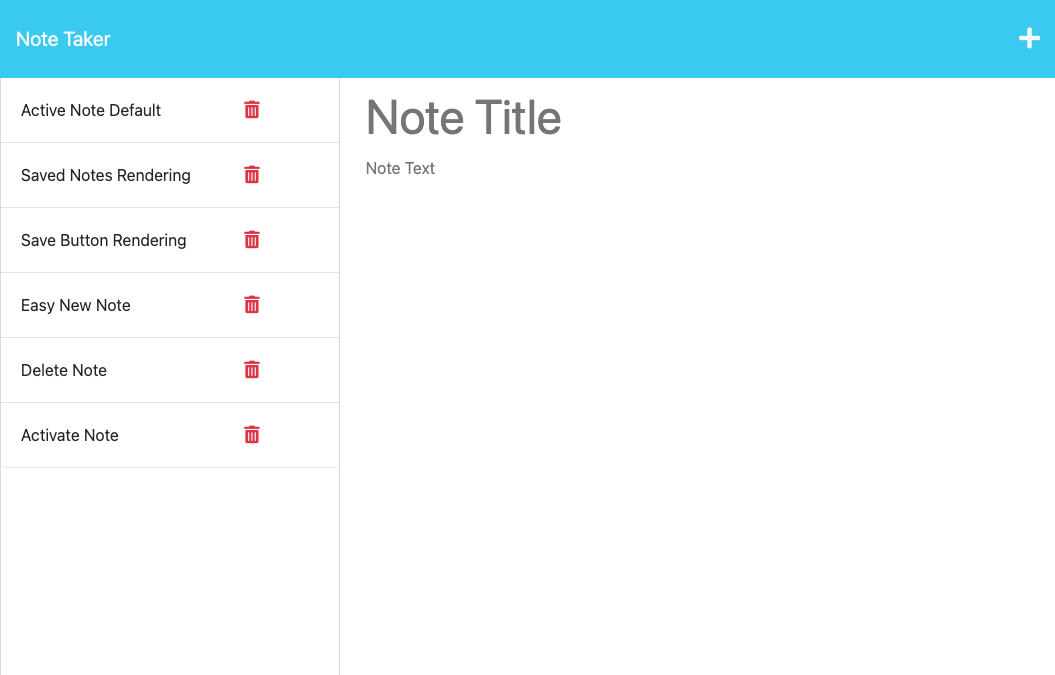 Note Taker
Active Note Default
Saved Notes Rendering
Save Button Rendering
Easy New Note
Delete Note
Activate Note
Note Title
Note Text